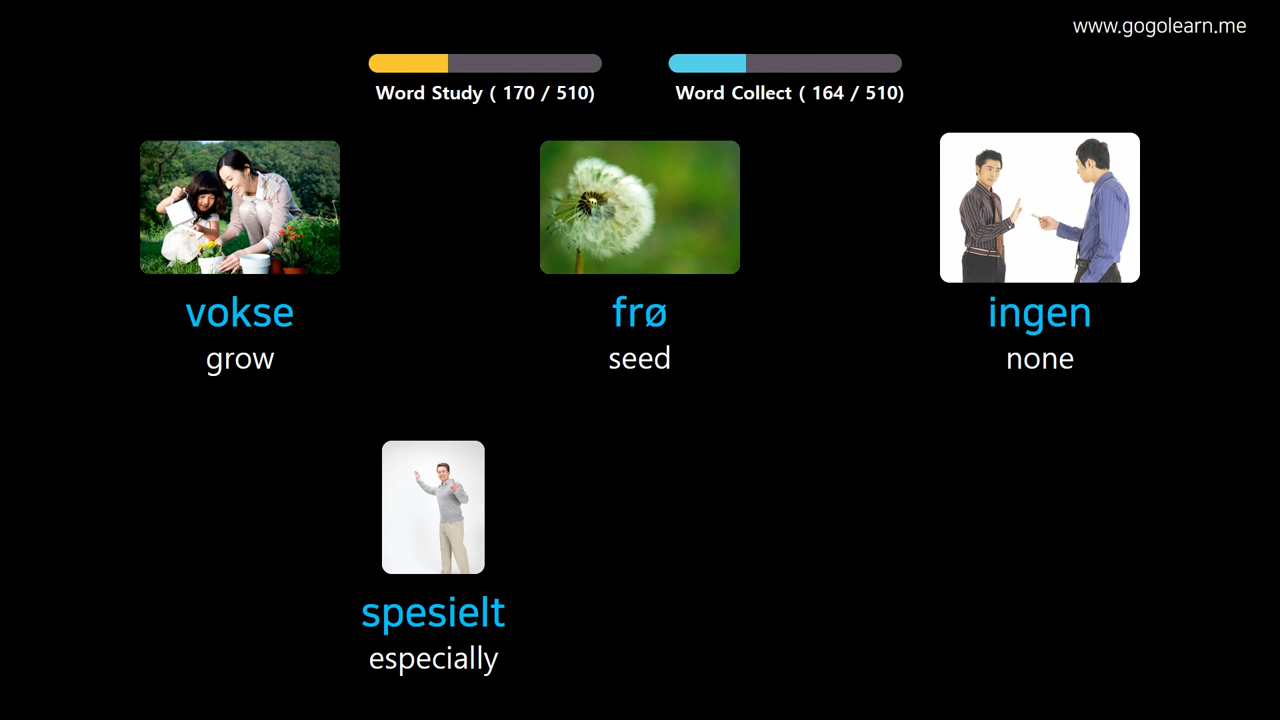 www.gogolearn.me
Word Study ( 170 / 510)
Word Collect ( 164 / 510)
vokse
grow
frø
seed
ingen
none
spesielt
especially